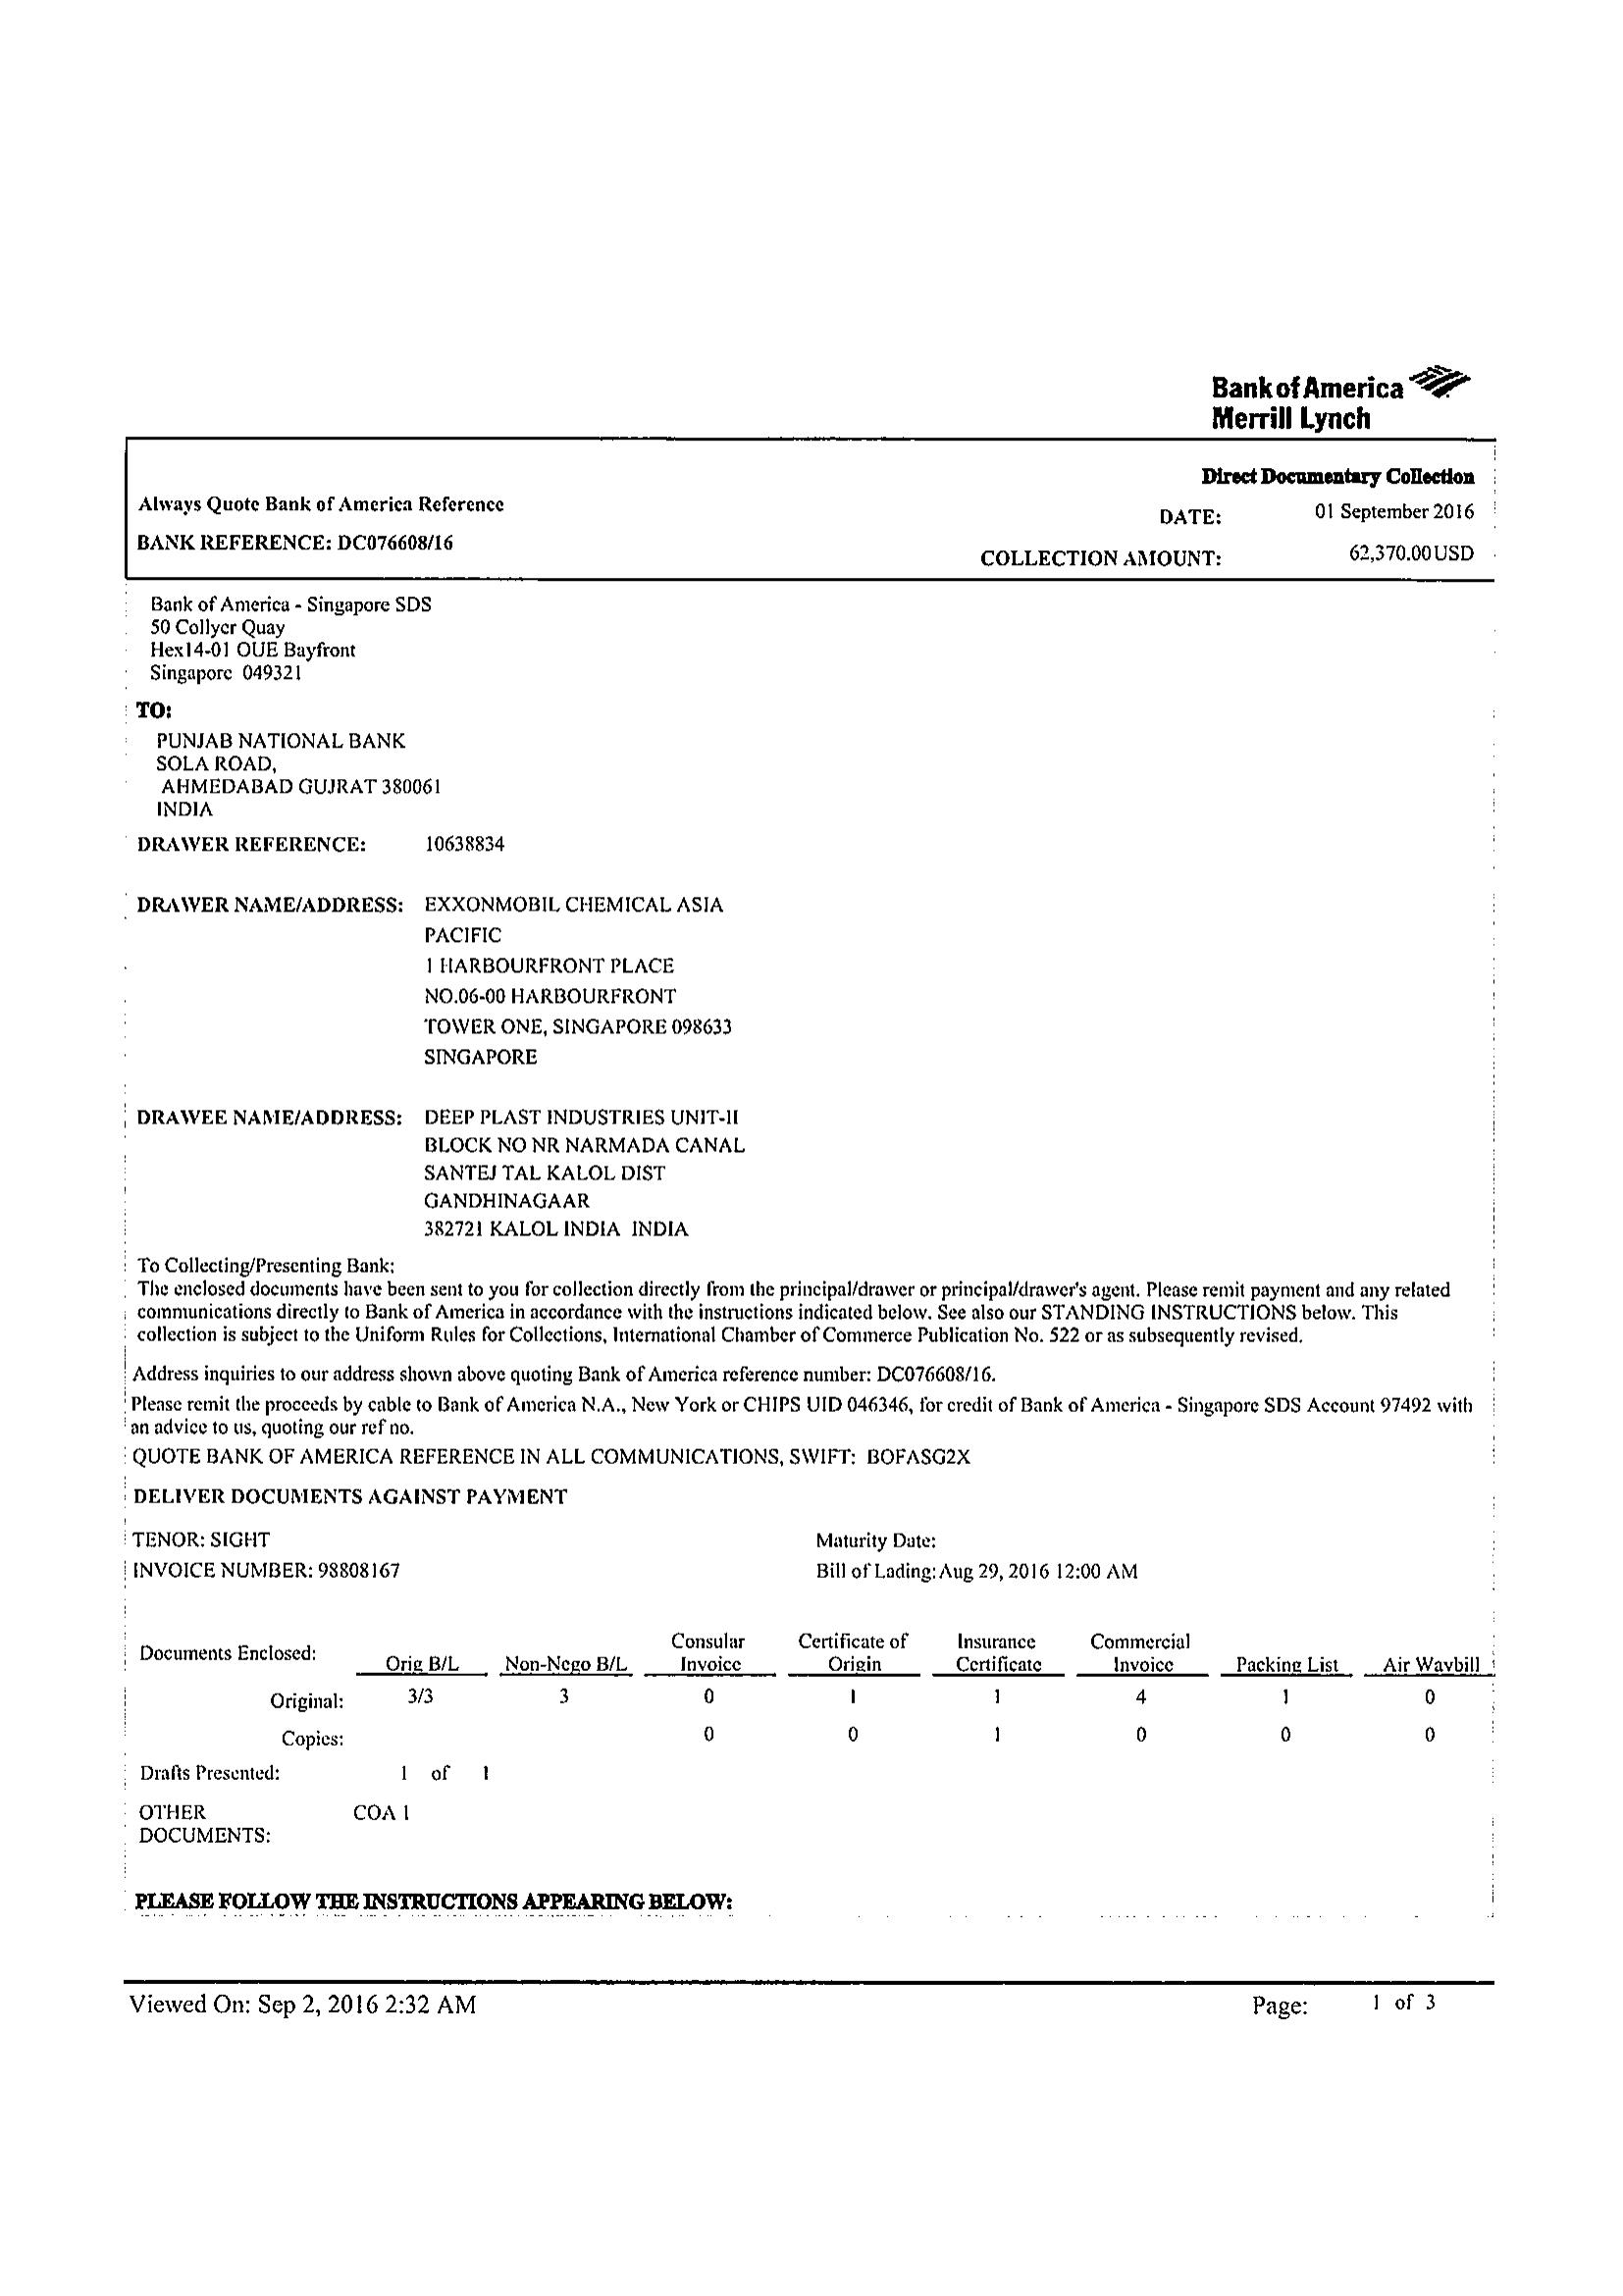 Bank of America
Merrill Lynch
Direct Documentary Collection
Always Quote Bank of America Reference
DATE: 01 September 2016
BANK REFERENCE: DC076608/16
COLLECTION AMOUNT: 62,370.00 USD
Bank of America - Singapore SDS
50 Collyer Quay
Hex14-01 OUE Bayfront
Singapore 049321
TO:
PUNJAB NATIONAL BANK
SOLA ROAD,
AHMEDABAD GUJRAT 380061
INDIA
DRAWER REFERENCE: 10638834
DRAWER NAME/ADDRESS: EXXONMOBIL CHEMICAL ASIA
PACIFIC
1 HARBOURFRONT PLACE
NO.06-00 HARBOURFRONT
TOWER ONE, SINGAPORE 098633
SINGAPORE
DRAWEE NAME/ADDRESS: DEEP PLAST INDUSTRIES UNIT-II
BLOCK NO NR NARMADA CANAL
SANTEJ TAL KALOL DIST
GANDHINAGAAR
382721 KALOL INDIA INDIA
To Collecting/Presenting Bank:
The enclosed documents have been sent to you for collection directly from the principal/drawer or principal/drawer's agent. Please remit payment and any related
communications directly to Bank of America in accordance with the instructions indicated below. See also our STANDING INSTRUCTIONS below. This
collection is subject to the Uniform Rules for Collections, International Chamber of Commerce Publication No. 522 or as subsequently revised.
Address inquiries to our address shown above quoting Bank of America reference number: DC076608/16.
Please remit the proceeds by cable to Bank of America N.A., New York or CHIPS UID 046346, for credit of Bank of America - Singapore SDS Account 97492 with
an advice to us, quoting our ref no.
QUOTE BANK OF AMERICA REFERENCE IN ALL COMMUNICATIONS, SWIFT: BOFASG2X
DELIVER DOCUMENTS AGAINST PAYMENT
TENOR: SIGHT Maturity Date:
INVOICE NUMBER: 98808167 Bill of Lading: Aug 29, 2016 12:00 AM
Consular Certificate of Insurance Commercial
Documents Enclosed: Orig B/L Non-Nego B/L Invoice Origin Certificate Invoice Packing List Air Waybill
Original: 3/3 3 0 1 1 4 1 0
Copies: 0 0 1 0 0 0
Drafts Presented: 1 of 1
OTHER COA 1
DOCUMENTS:
PLEASE FOLLOW THE INSTRUCTIONS APPEARING BELOW:
Viewed On: Sep 2, 2016 2:32 AM Page: 1 of 3